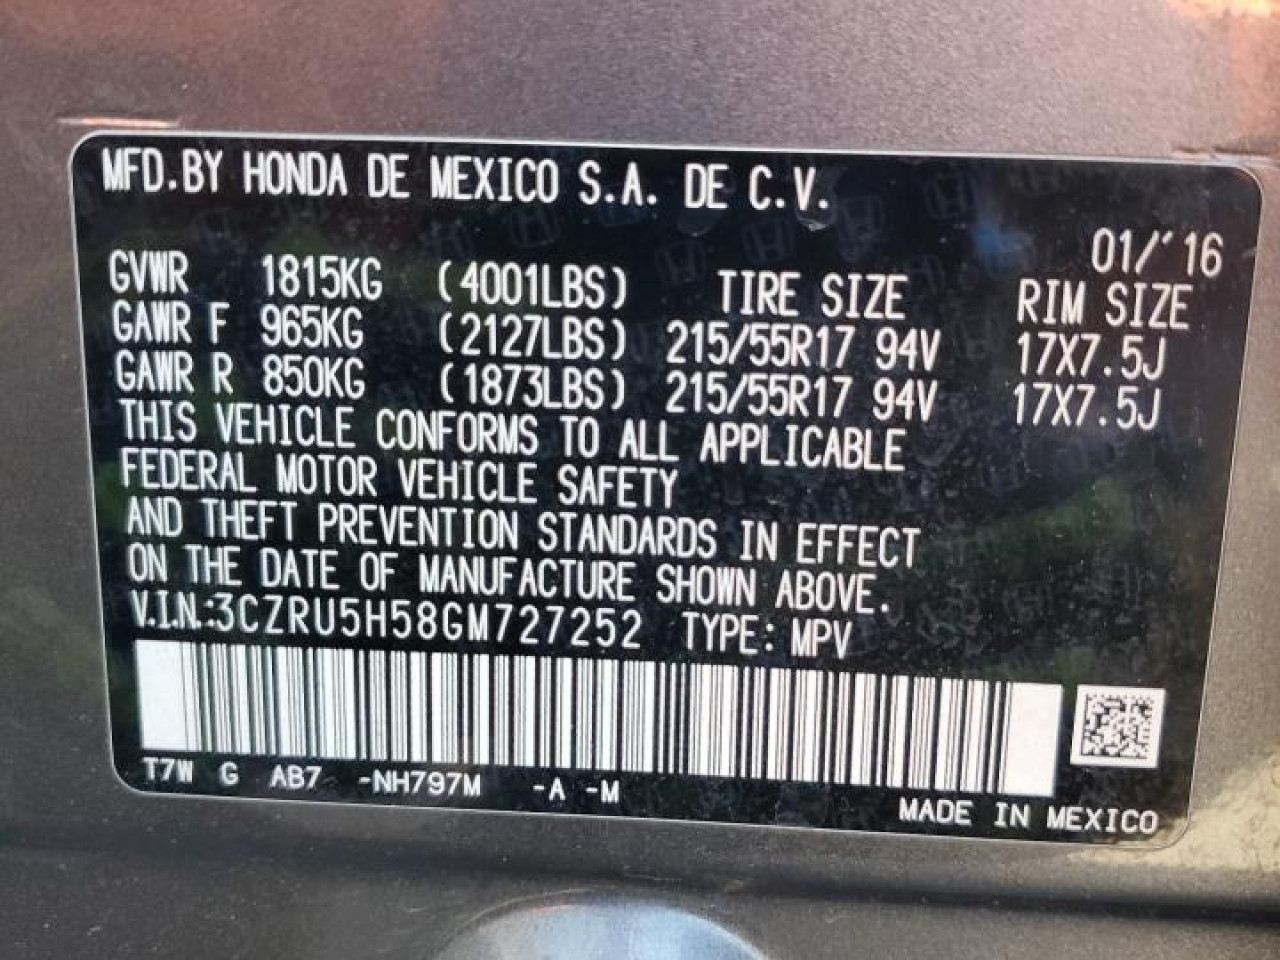 MFD.BY HONDA DE MEXICO S.A. DE C.V.
01/'16
GVWR 1815KG (4001LBS) TIRE SIZE RIM SIZE
GAWR F 965KG (2127LBS) 215/55R17 94V 17X7.5J
GAWR R 850KG (1873LBS) 215/55R17 94V 17X7.5J
THIS VEHICLE CONFORMS TO ALL APPLICABLE
FEDERAL MOTOR VEHICLE SAFETY
AND THEFT PREVENTION STANDARDS IN EFFECT
ON THE DATE OF MANUFACTURE SHOWN ABOVE.
V.I.N.:3CZRU5H58GM727252 TYPE: MPV
T7W G AB7 -NH797M -A -M
MADE IN MEXICO